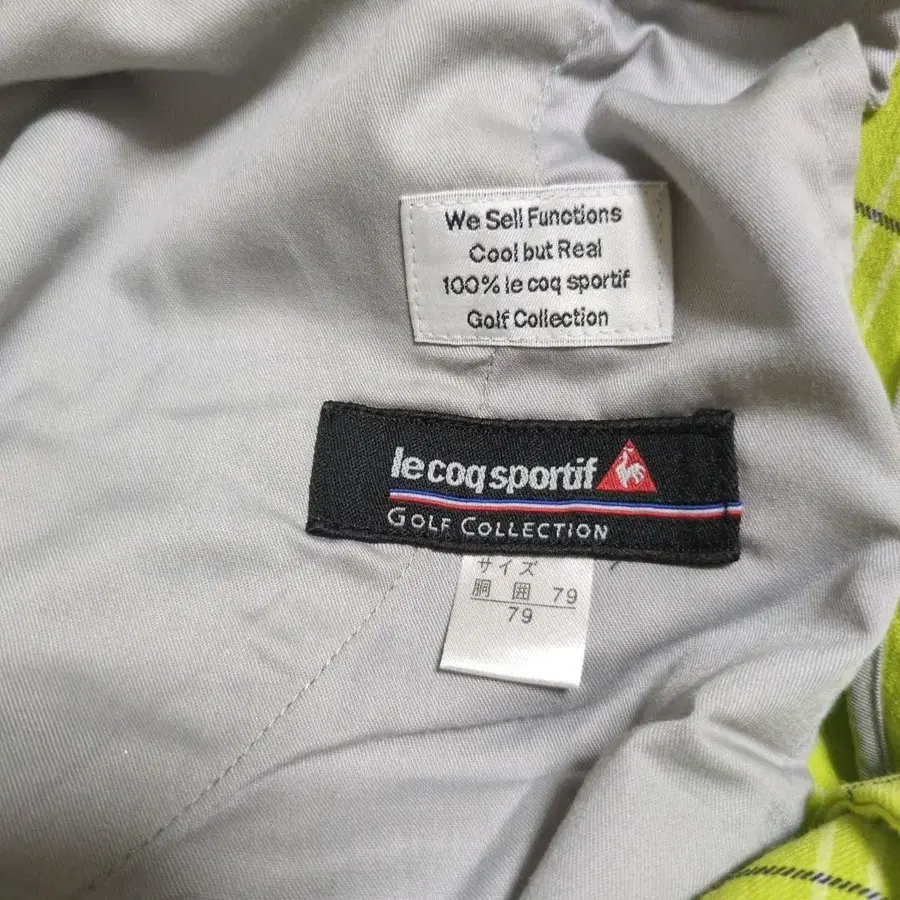 We Sell Functions
Cool but Real
100% le coq sportif
Golf Collection
le coq sportif
GOLF COLLECTION
サイズ
胴 囲 79
79